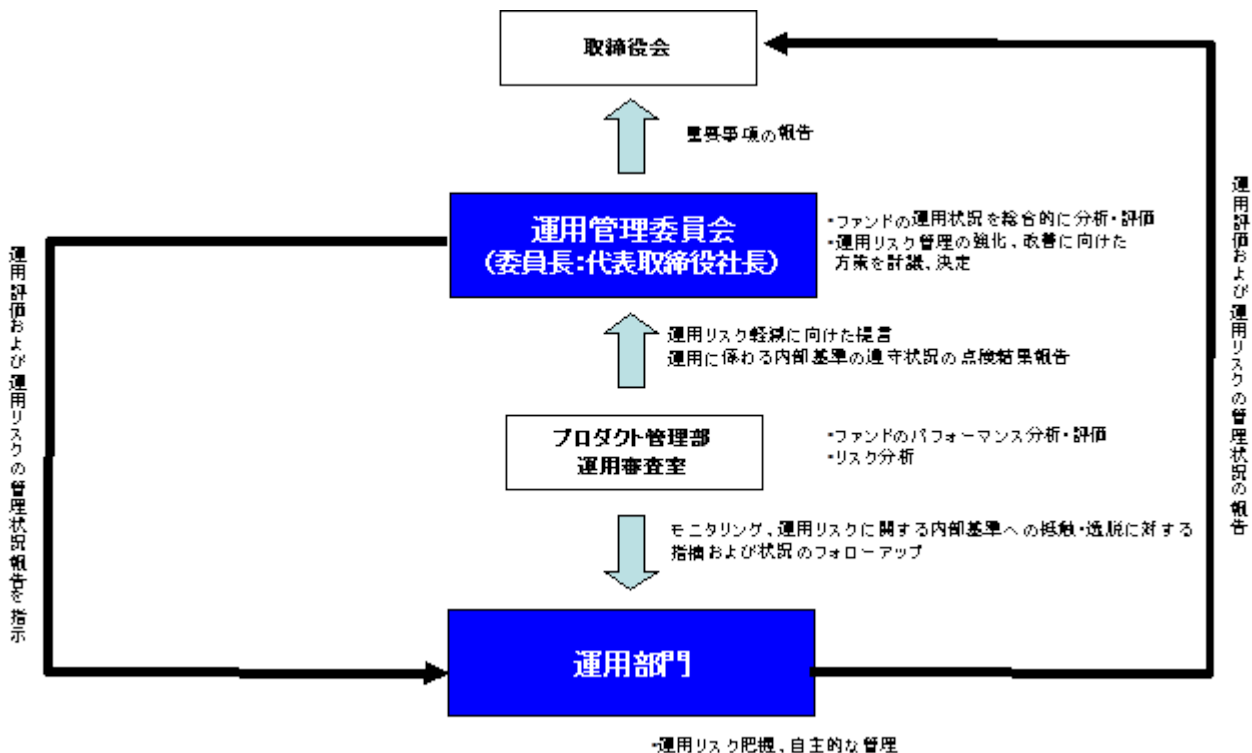 取締役会
重要事項の報告
運用管理委員会
(委員長:代表取締役社長)
・ファンドの運用状況を総合的に分析・評価
・運用リスク管理の強化、改善に向けた
方策を討議、決定
運用リスク軽減に向けた提言
運用に係わる内部基準の遵守状況の点検結果報告
プロダクト管理部
運用審査室
・ファンドのパフォーマンス分析・評価
・リスク分析
モニタリング、運用リスクに関する内部基準への抵触・逸脱に対する
指摘および状況のフォローアップ
運用部門
・運用リスク把握、自主的な管理
運用評価および運用リスクの管理状況報告を指示
運用評価および運用リスクの管理状況の報告